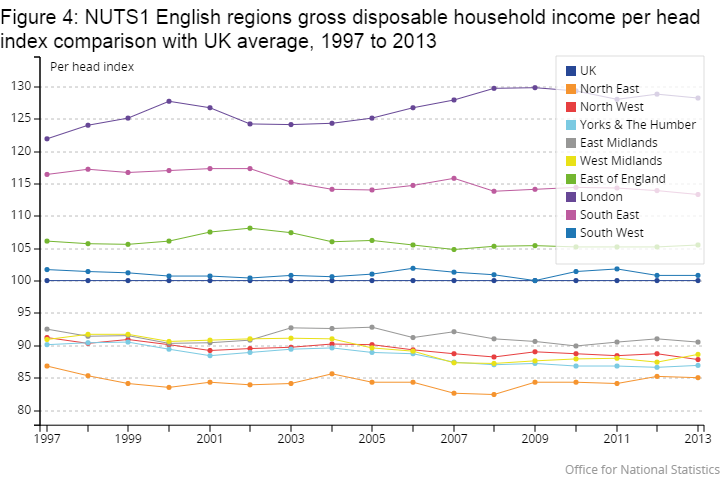 Figure 4: NUTS1 English regions gross disposable household income per head
index comparison with UK average, 1997 to 2013
Per head index
UK
North East
North West
Yorks & The Humber
East Midlands
West Midlands
East of England
London
South East
South West
130
125
120
115
110
105
100
95
90
85
80
1997 1999 2001 2003 2005 2007 2009 2011 2013
Office for National Statistics